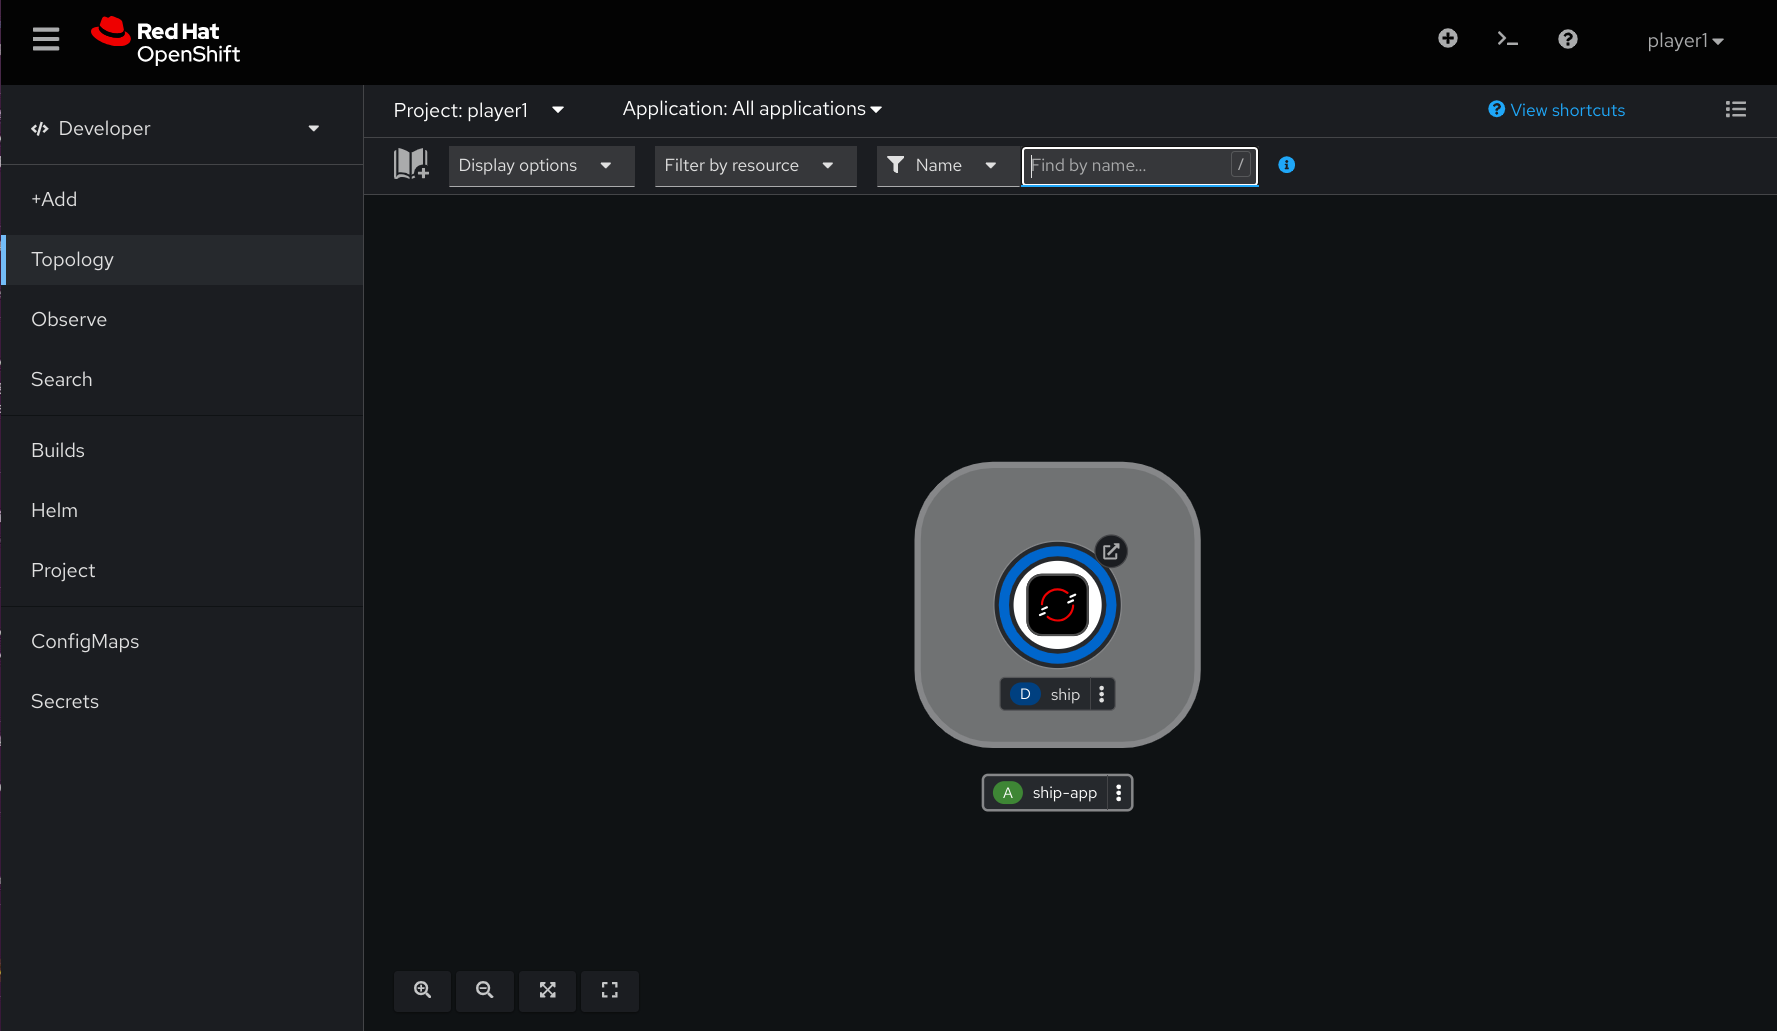 Red Hat
OpenShift
player1
Developer
+Add
Topology
Observe
Search
Builds
Helm
Project
ConfigMaps
Secrets
Project: player1
Application: All applications
View shortcuts
Display options
Filter by resource
Name
Find by name...
/
D ship
A ship-app